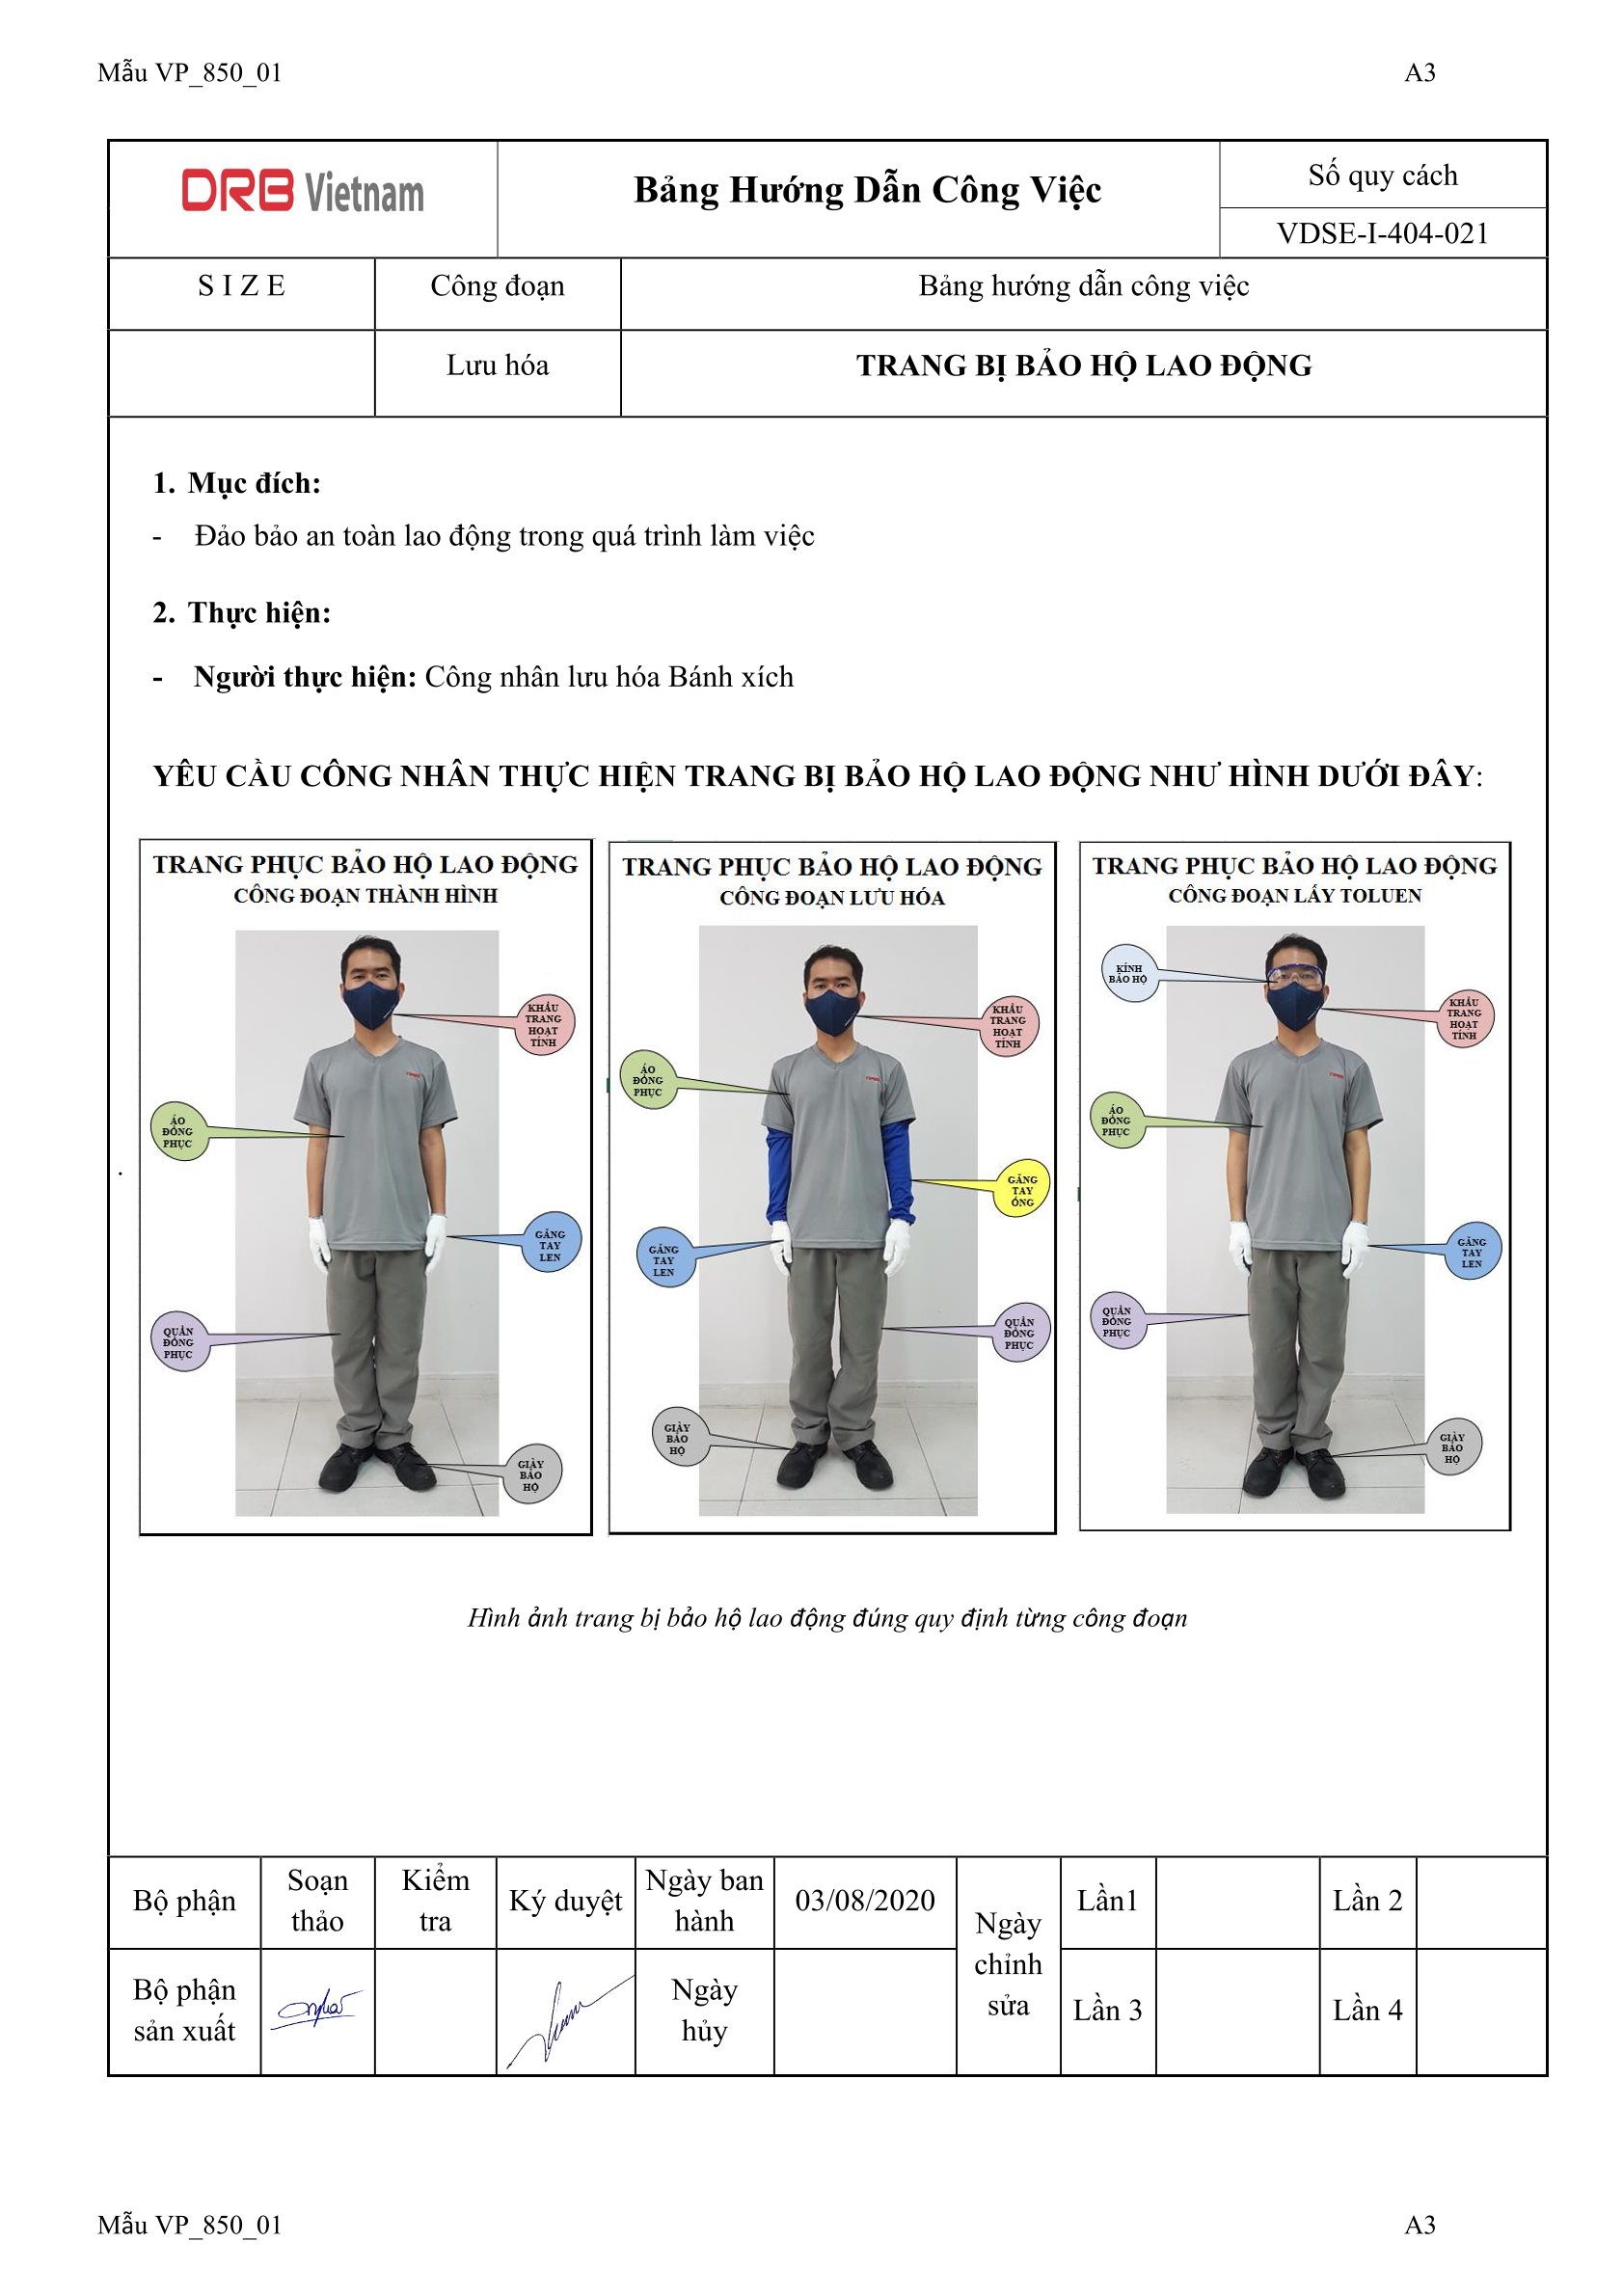 Mẫu VP_850_01 A3
DRB Vietnam
Bảng Hướng Dẫn Công Việc
Số quy cách
VDSE-I-404-021
S I Z E
Công đoạn
Bảng hướng dẫn công việc
Lưu hóa
TRANG BỊ BẢO HỘ LAO ĐỘNG
1. Mục đích:
- Đảo bảo an toàn lao động trong quá trình làm việc
2. Thực hiện:
- Người thực hiện: Công nhân lưu hóa Bánh xích
YÊU CẦU CÔNG NHÂN THỰC HIỆN TRANG BỊ BẢO HỘ LAO ĐỘNG NHƯ HÌNH DƯỚI ĐÂY:
TRANG PHỤC BẢO HỘ LAO ĐỘNG
CÔNG ĐOẠN THÀNH HÌNH
KHẨU
TRANG
HOẠT
TÍNH
ÁO
ĐỒNG
PHỤC
GĂNG
TAY
LEN
QUẦN
ĐỒNG
PHỤC
GIÀY
BẢO
HỘ
TRANG PHỤC BẢO HỘ LAO ĐỘNG
CÔNG ĐOẠN LƯU HÓA
KHẨU
TRANG
HOẠT
TÍNH
ÁO
ĐỒNG
PHỤC
GĂNG
TAY
ỐNG
GĂNG
TAY
LEN
QUẦN
ĐỒNG
PHỤC
GIÀY
BẢO
HỘ
TRANG PHỤC BẢO HỘ LAO ĐỘNG
CÔNG ĐOẠN LẤY TOLUEN
KÍNH
BẢO HỘ
KHẨU
TRANG
HOẠT
TÍNH
ÁO
ĐỒNG
PHỤC
GĂNG
TAY
LEN
QUẦN
ĐỒNG
PHỤC
GIÀY
BẢO
HỘ
.
Hình ảnh trang bị bảo hộ lao động đúng quy định từng công đoạn
Bộ phận
Soạn
thảo
Kiểm
tra
Ký duyệt
Ngày ban
hành
03/08/2020
Ngày
chỉnh
sửa
Lần1
Lần 2
Bộ phận
sản xuất
Ngày
hủy
Lần 3
Lần 4
Mẫu VP_850_01 A3